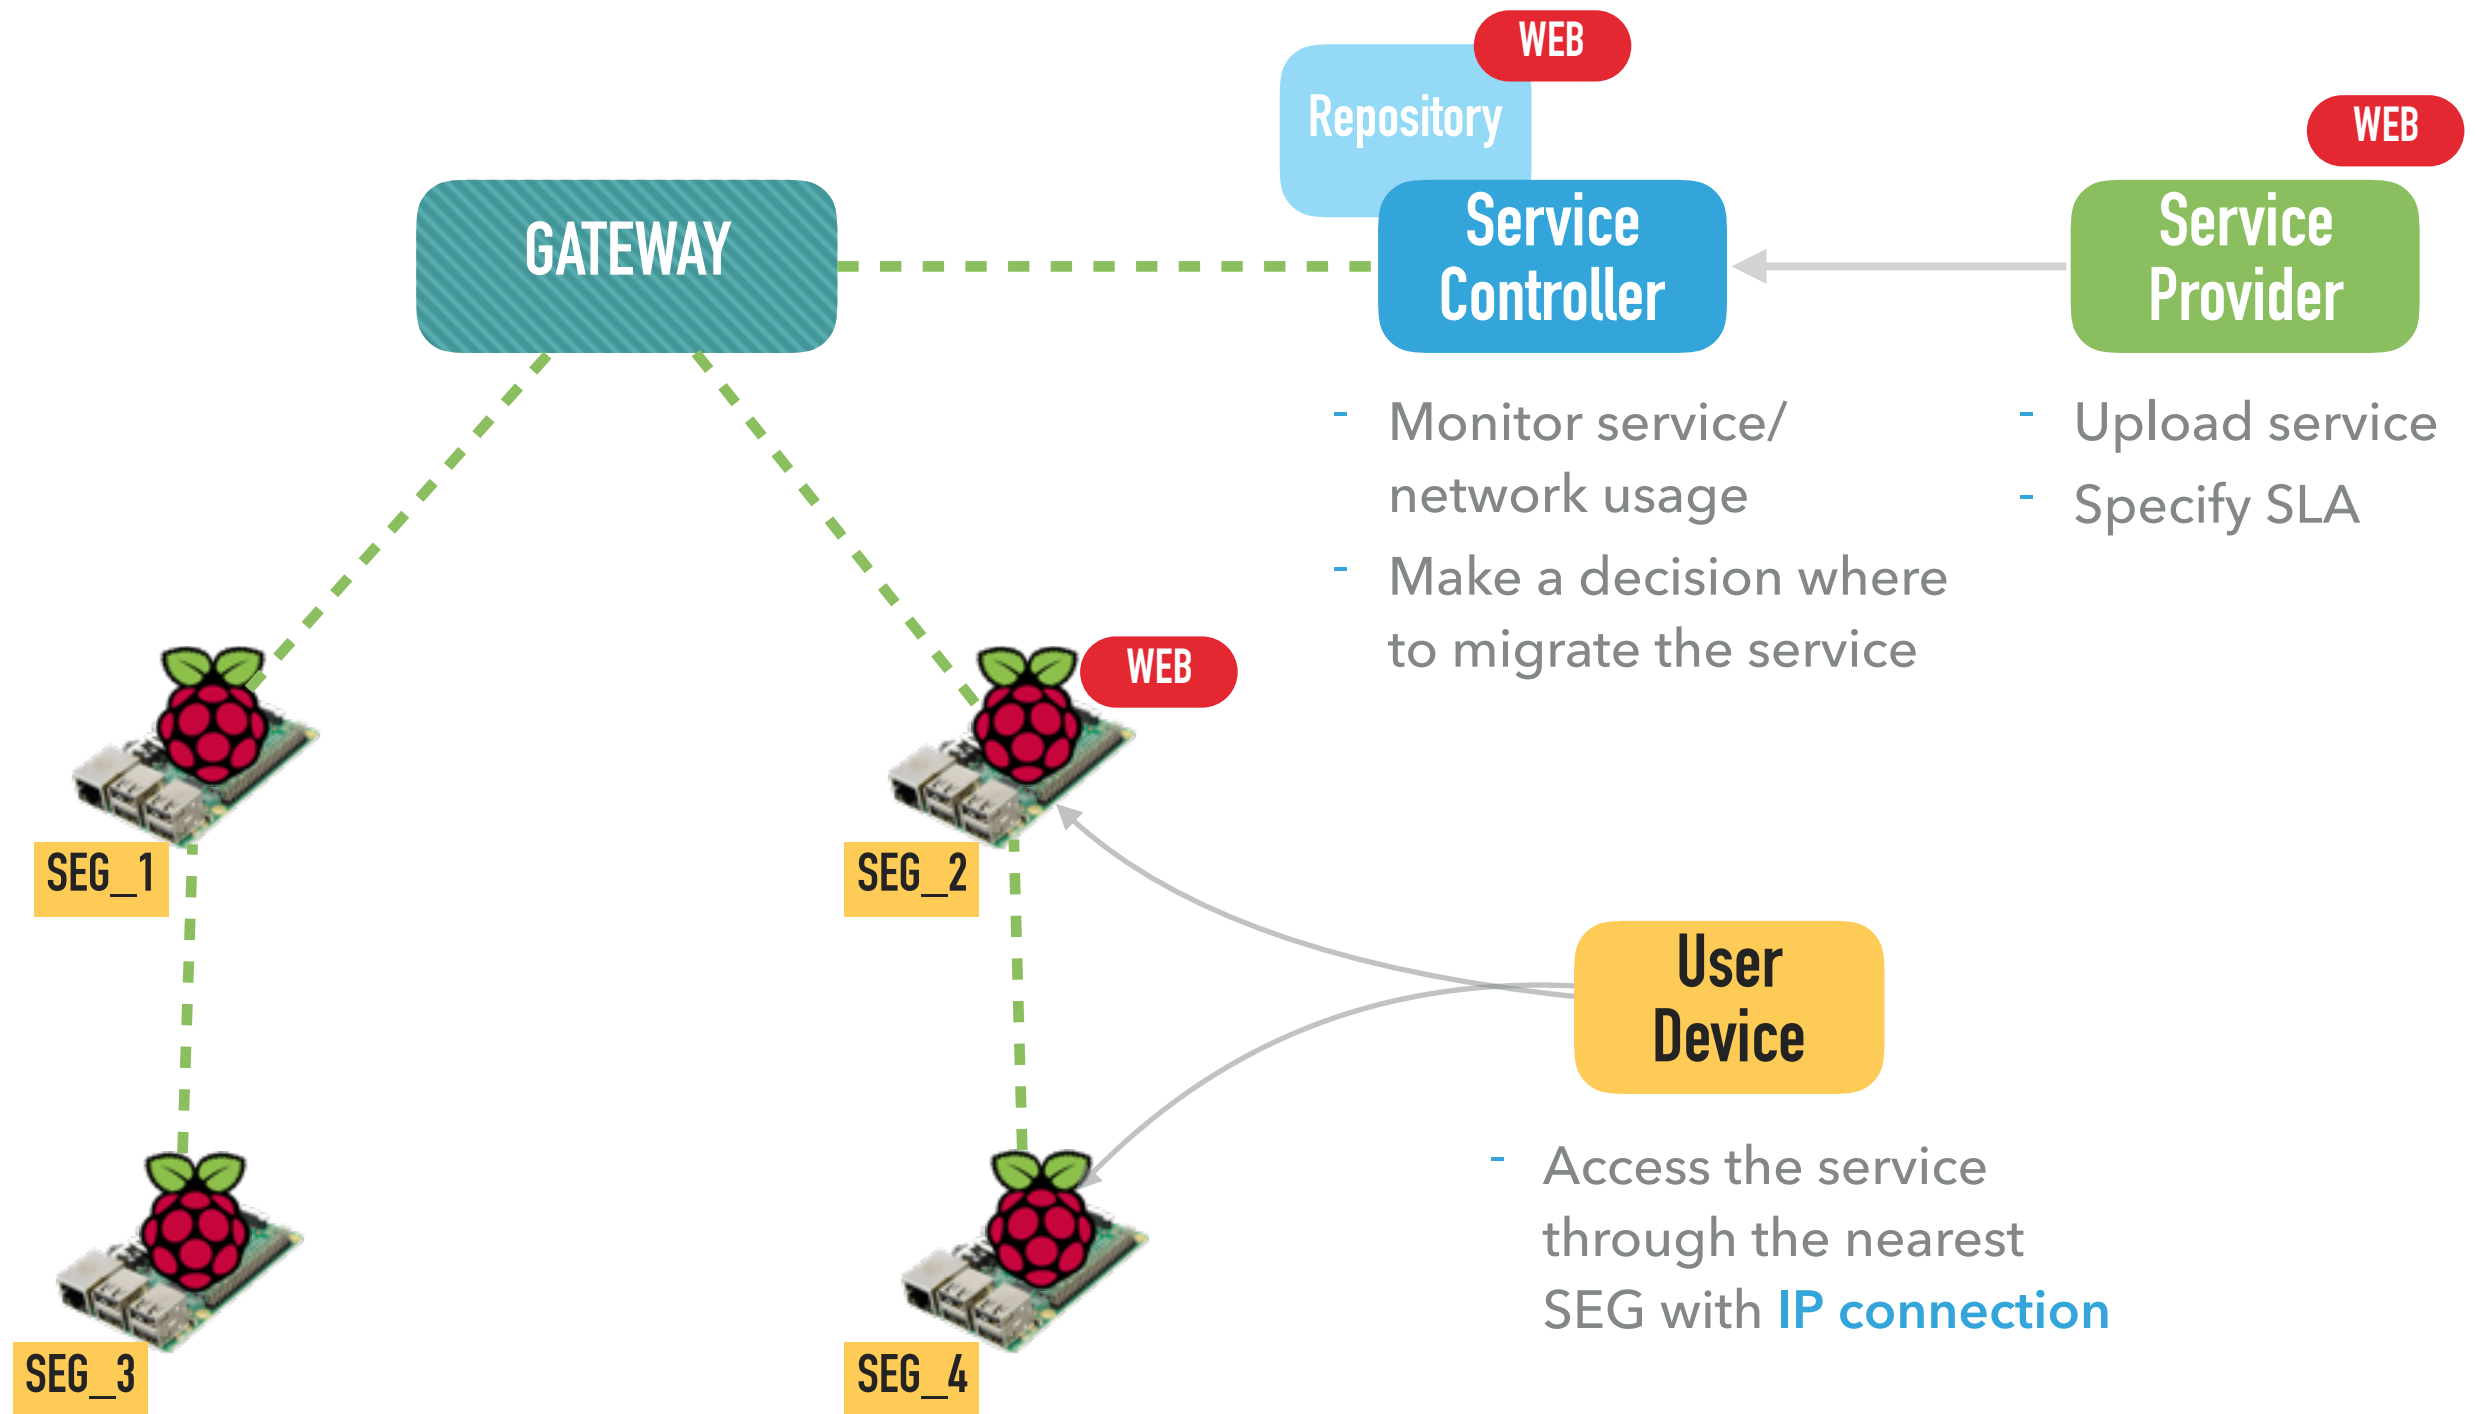 WEB
Repository
WEB
GATEWAY
Service
Controller
Service
Provider
- Monitor service/
network usage
- Make a decision where
to migrate the service
- Upload service
- Specify SLA
WEB
SEG_1
SEG_2
User
Device
- Access the service
through the nearest
SEG with IP connection
SEG_3
SEG_4